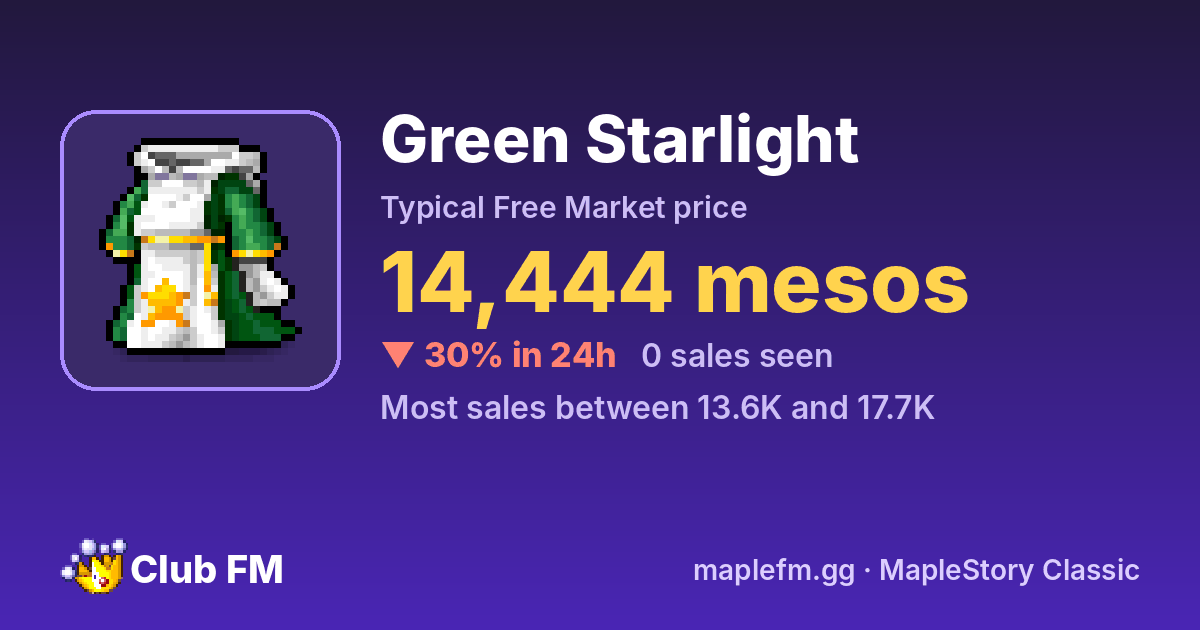 Green Starlight
Typical Free Market price
14,444 mesos
▼ 30% in 24h 0 sales seen
Most sales between 13.6K and 17.7K
Club FM
maplefm.gg · MapleStory Classic